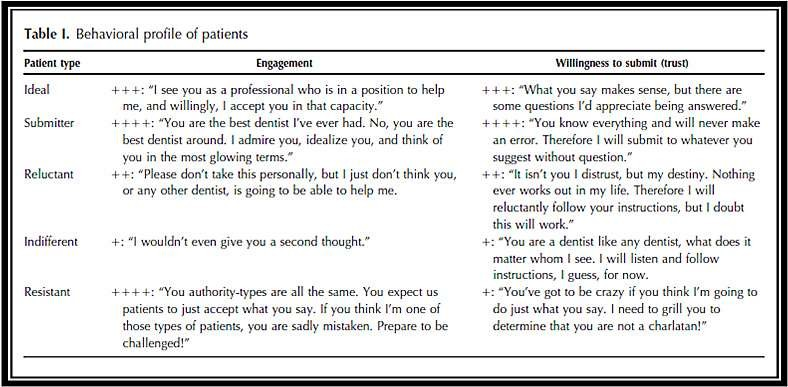 Table I. Behavioral profile of patients
Patient type Engagement Willingness to submit (trust)
Ideal +++: “I see you as a professional who is in a position to help +++: “What you say makes sense, but there are
me, and willingly, I accept you in that capacity.” some questions I’d appreciate being answered.”
Submitter ++++: “You are the best dentist I’ve ever had. No, you are the ++++: “You know everything and will never make
best dentist around. I admire you, idealize you, and think of an error. Therefore I will submit to whatever you
you in the most glowing terms.” suggest without question.”
Reluctant ++: “Please don’t take this personally, but I just don’t think you, ++: “It isn’t you I distrust, but my destiny. Nothing
or any other dentist, is going to be able to help me. ever works out in my life. Therefore I will
reluctantly follow your instructions, but I doubt
this will work.”
Indifferent +: “I wouldn’t even give you a second thought.” +: “You are a dentist like any dentist, what does it
matter whom I see. I will listen and follow
instructions, I guess, for now.
Resistant ++++: “You authority-types are all the same. You expect us +: “You’ve got to be crazy if you think I’m going to
patients to just accept what you say. If you think I’m one of do just what you say. I need to grill you to
those types of patients, you are sadly mistaken. Prepare to be determine that you are not a charlatan!”
challenged!”